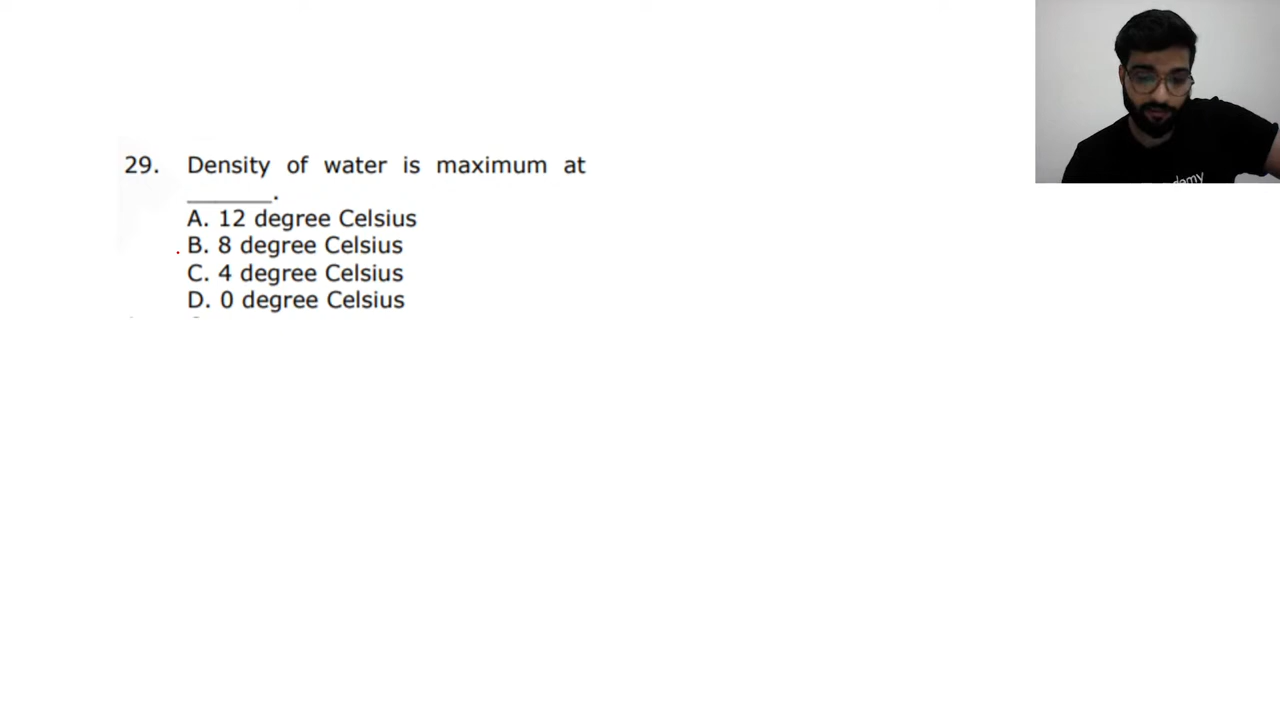 29. Density of water is maximum at
_______.
A. 12 degree Celsius
B. 8 degree Celsius
C. 4 degree Celsius
D. 0 degree Celsius
demy